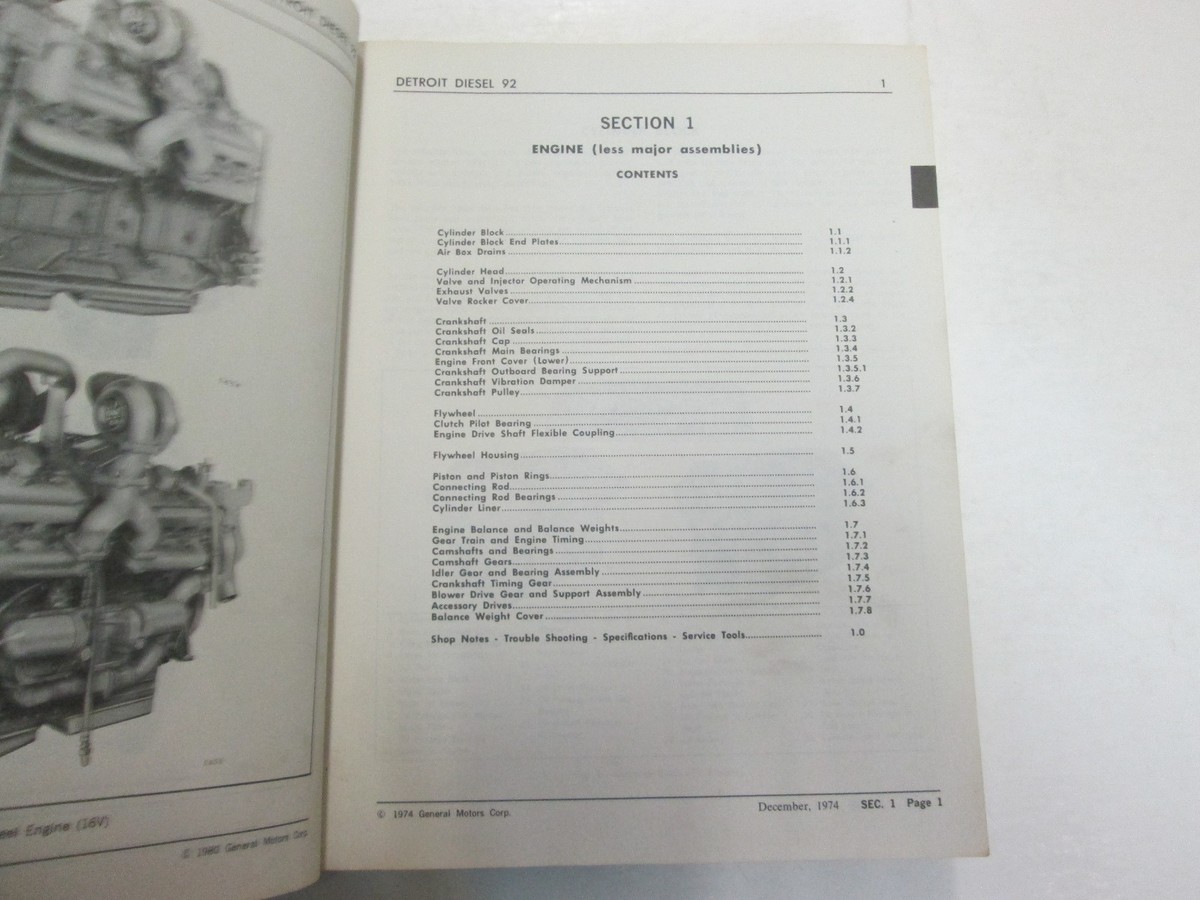 DETROIT DIESEL 92 1
SECTION 1
ENGINE (less major assemblies)
CONTENTS
Cylinder Block 1.1
Cylinder Block End Plates 1.1.1
Air Box Drains 1.1.2
Cylinder Head 1.2
Valve and Injector Operating Mechanism 1.2.1
Exhaust Valves 1.2.2
Valve Rocker Cover 1.2.4
Crankshaft 1.3
Crankshaft Oil Seals 1.3.2
Crankshaft Cap 1.3.3
Crankshaft Main Bearings 1.3.4
Engine Front Cover (Lower) 1.3.5
Crankshaft Outboard Bearing Support 1.3.5.1
Crankshaft Vibration Damper 1.3.6
Crankshaft Pulley 1.3.7
Flywheel 1.4
Clutch Pilot Bearing 1.4.1
Engine Drive Shaft Flexible Coupling 1.4.2
Flywheel Housing 1.5
Piston and Piston Rings 1.6
Connecting Rod 1.6.1
Connecting Rod Bearings 1.6.2
Cylinder Liner 1.6.3
Engine Balance and Balance Weights 1.7
Gear Train and Engine Timing 1.7.1
Camshafts and Bearings 1.7.2
Camshaft Gears 1.7.3
Idler Gear and Bearing Assembly 1.7.4
Crankshaft Timing Gear 1.7.5
Blower Drive Gear and Support Assembly 1.7.6
Accessory Drives 1.7.7
Balance Weight Cover 1.7.8
Shop Notes - Trouble Shooting - Specifications - Service Tools 1.0
© 1974 General Motors Corp. December, 1974 SEC. 1 Page 1
Engine (16V)
© 1980 General Motors Corp.